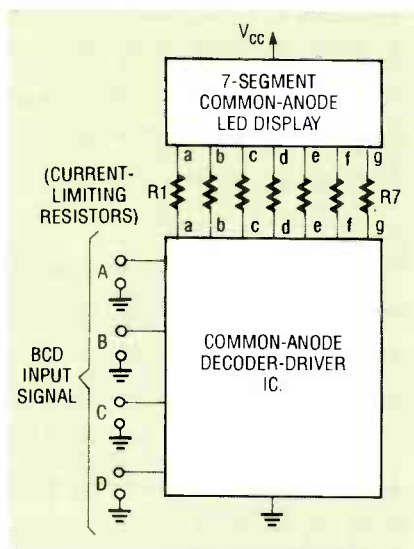 Vcc
7-SEGMENT
COMMON-ANODE
LED DISPLAY
a b c d e f g
(CURRENT-
LIMITING
RESISTORS)
R1
R7
a b c d e f g
A
B
C
D
BCD
INPUT
SIGNAL
COMMON-ANODE
DECODER-DRIVER
IC.